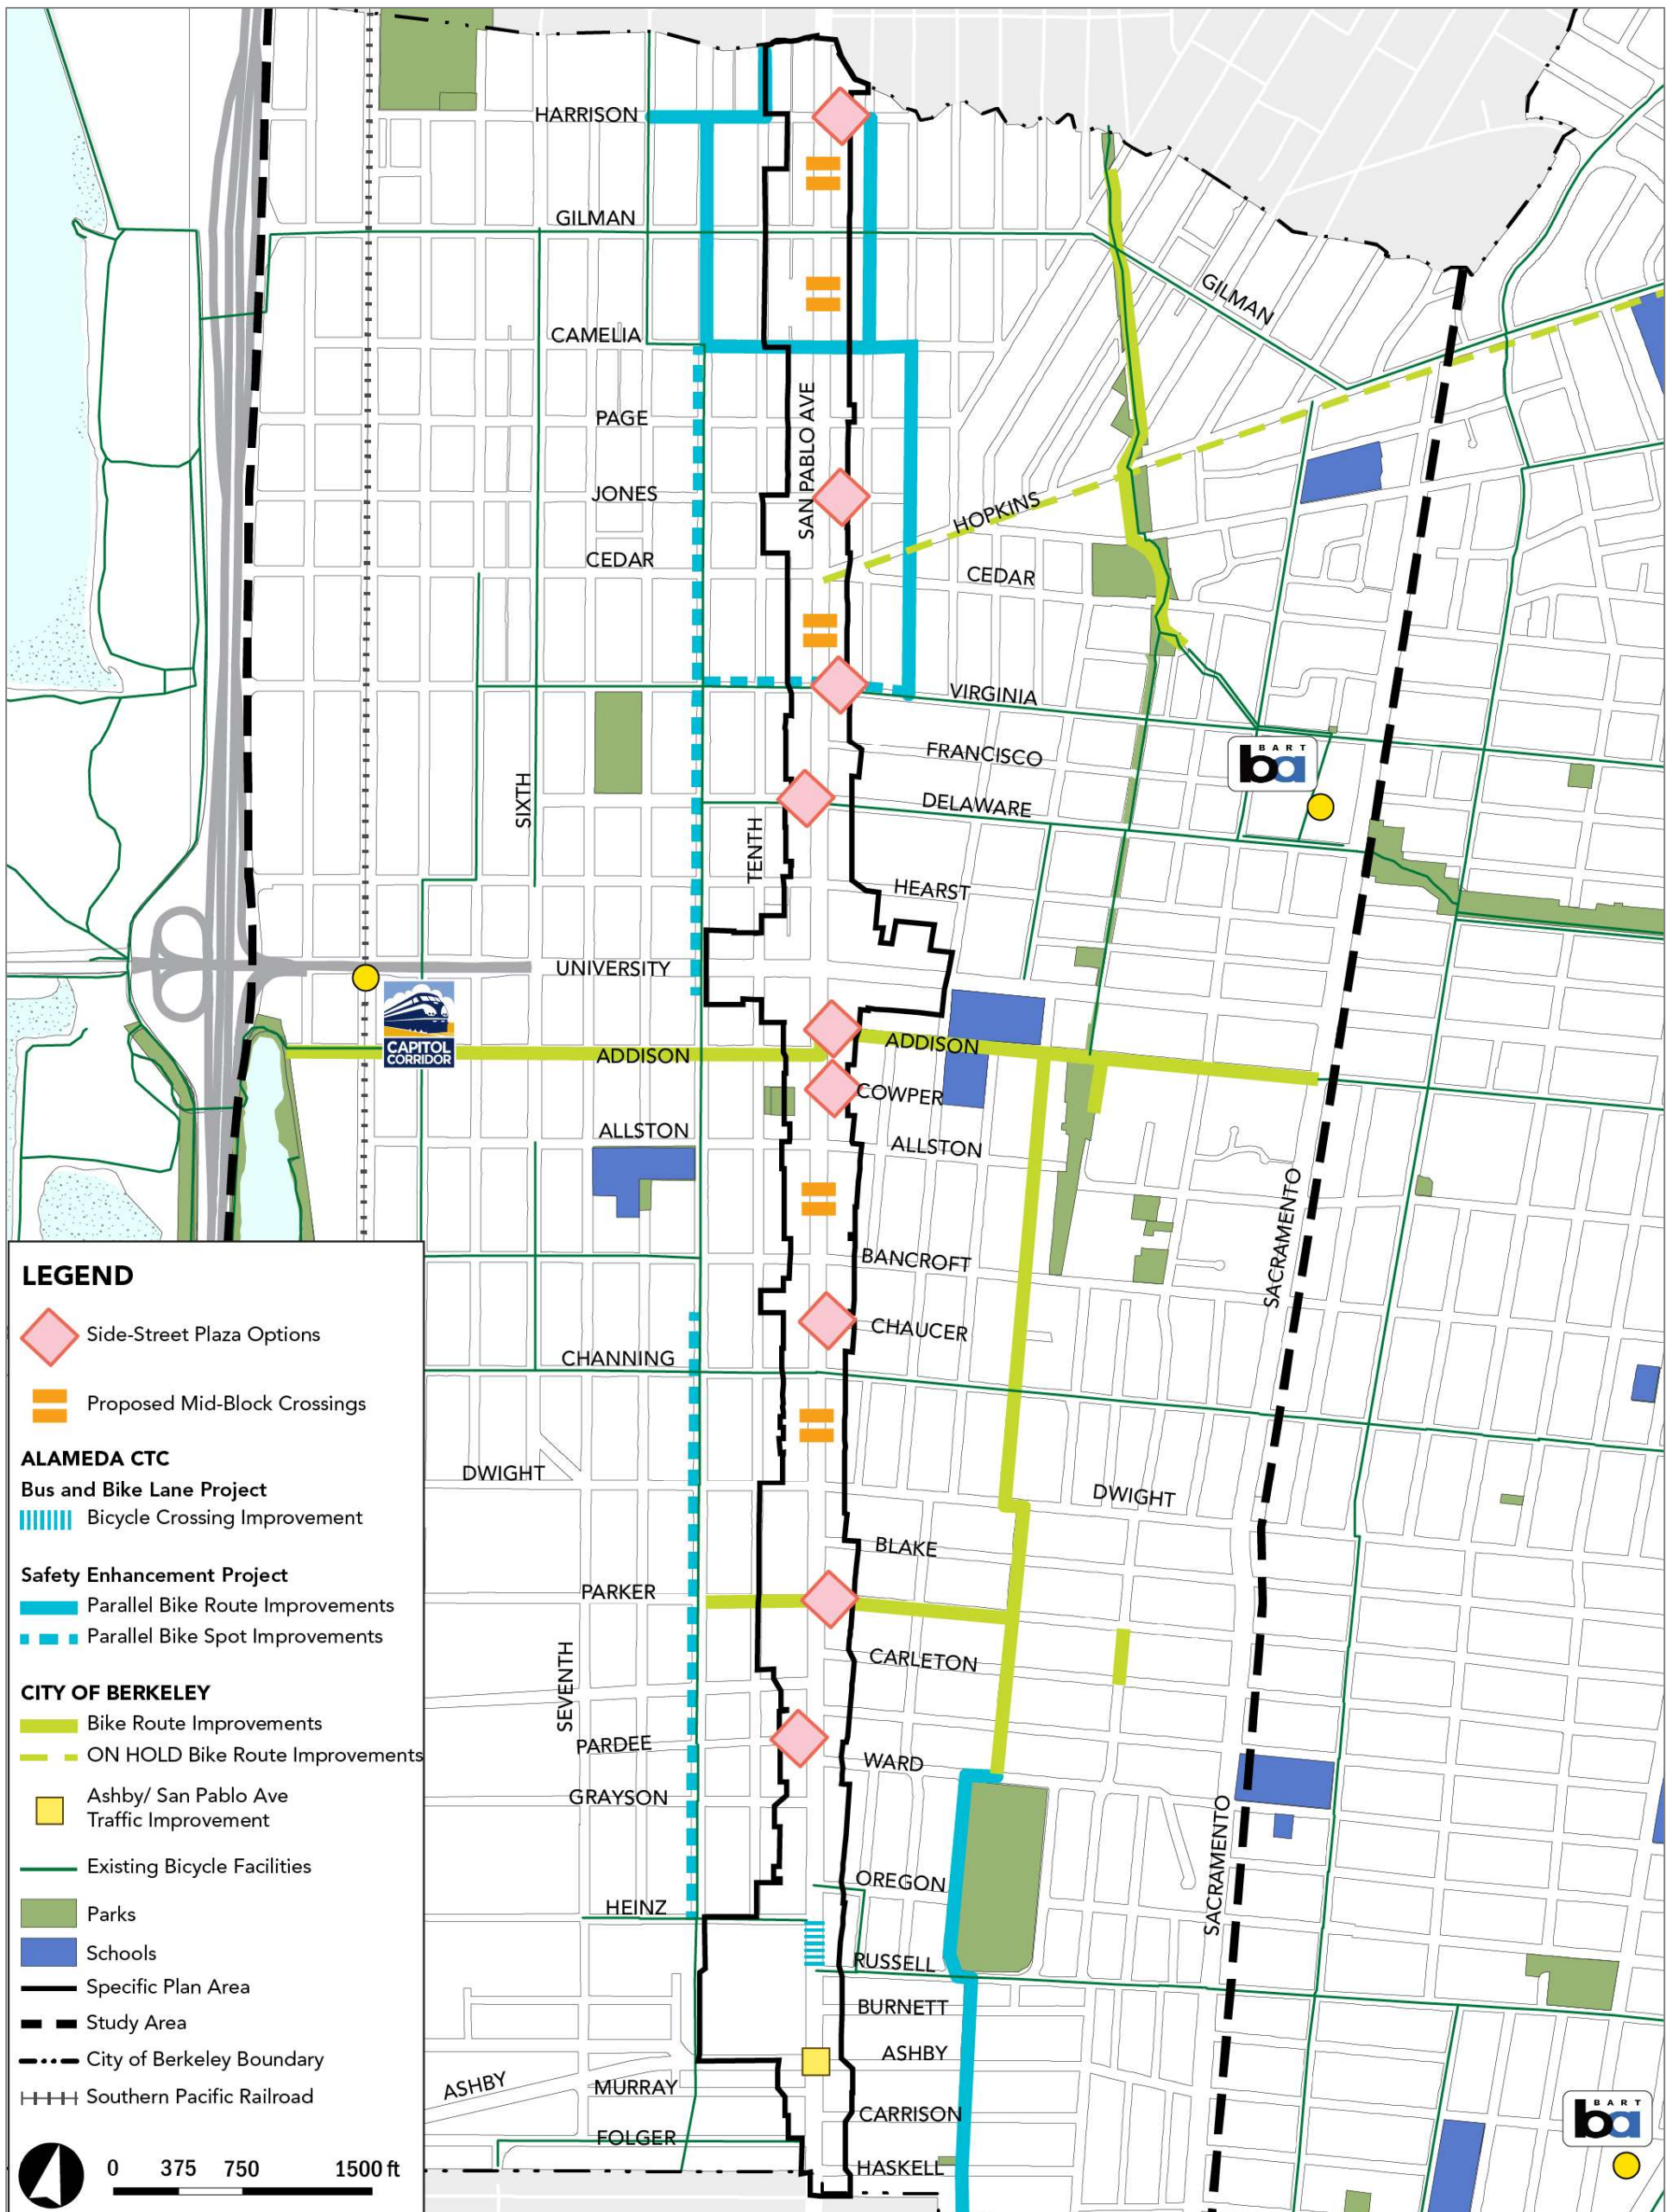 HARRISON
GILMAN
GILMAN
CAMELIA
PAGE
SAN PABLO AVE
JONES
HOPKINS
CEDAR
CEDAR
VIRGINIA
FRANCISCO
BART
ba
SIXTH
DELAWARE
TENTH
HEARST
UNIVERSITY
CAPITOL
CORRIDOR
ADDISON
ADDISON
COWPER
ALLSTON
ALLSTON
SACRAMENTO
BANCROFT
CHAUCER
CHANNING
DWIGHT
DWIGHT
BLAKE
PARKER
CARLETON
SEVENTH
PARDEE
WARD
GRAYSON
SACRAMENTO
OREGON
HEINZ
RUSSELL
BURNETT
ASHBY
ASHBY
MURRAY
CARRISON
BART
ba
FOLGER
HASKELL
LEGEND
Side-Street Plaza Options
Proposed Mid-Block Crossings
ALAMEDA CTC
Bus and Bike Lane Project
Bicycle Crossing Improvement
Safety Enhancement Project
Parallel Bike Route Improvements
Parallel Bike Spot Improvements
CITY OF BERKELEY
Bike Route Improvements
ON HOLD Bike Route Improvements
Ashby/ San Pablo Ave
Traffic Improvement
Existing Bicycle Facilities
Parks
Schools
Specific Plan Area
Study Area
City of Berkeley Boundary
Southern Pacific Railroad
0 375 750 1500 ft